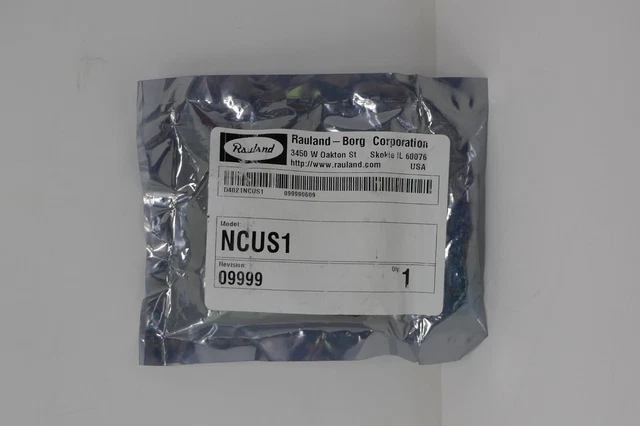 Rauland
Rauland-Borg Corporation
3450 W Oakton St Skokie IL 60076
http://www.rauland.com USA
D4021NCUS1 099990609
Model:
NCUS1
Revision:
09999
Qty 1